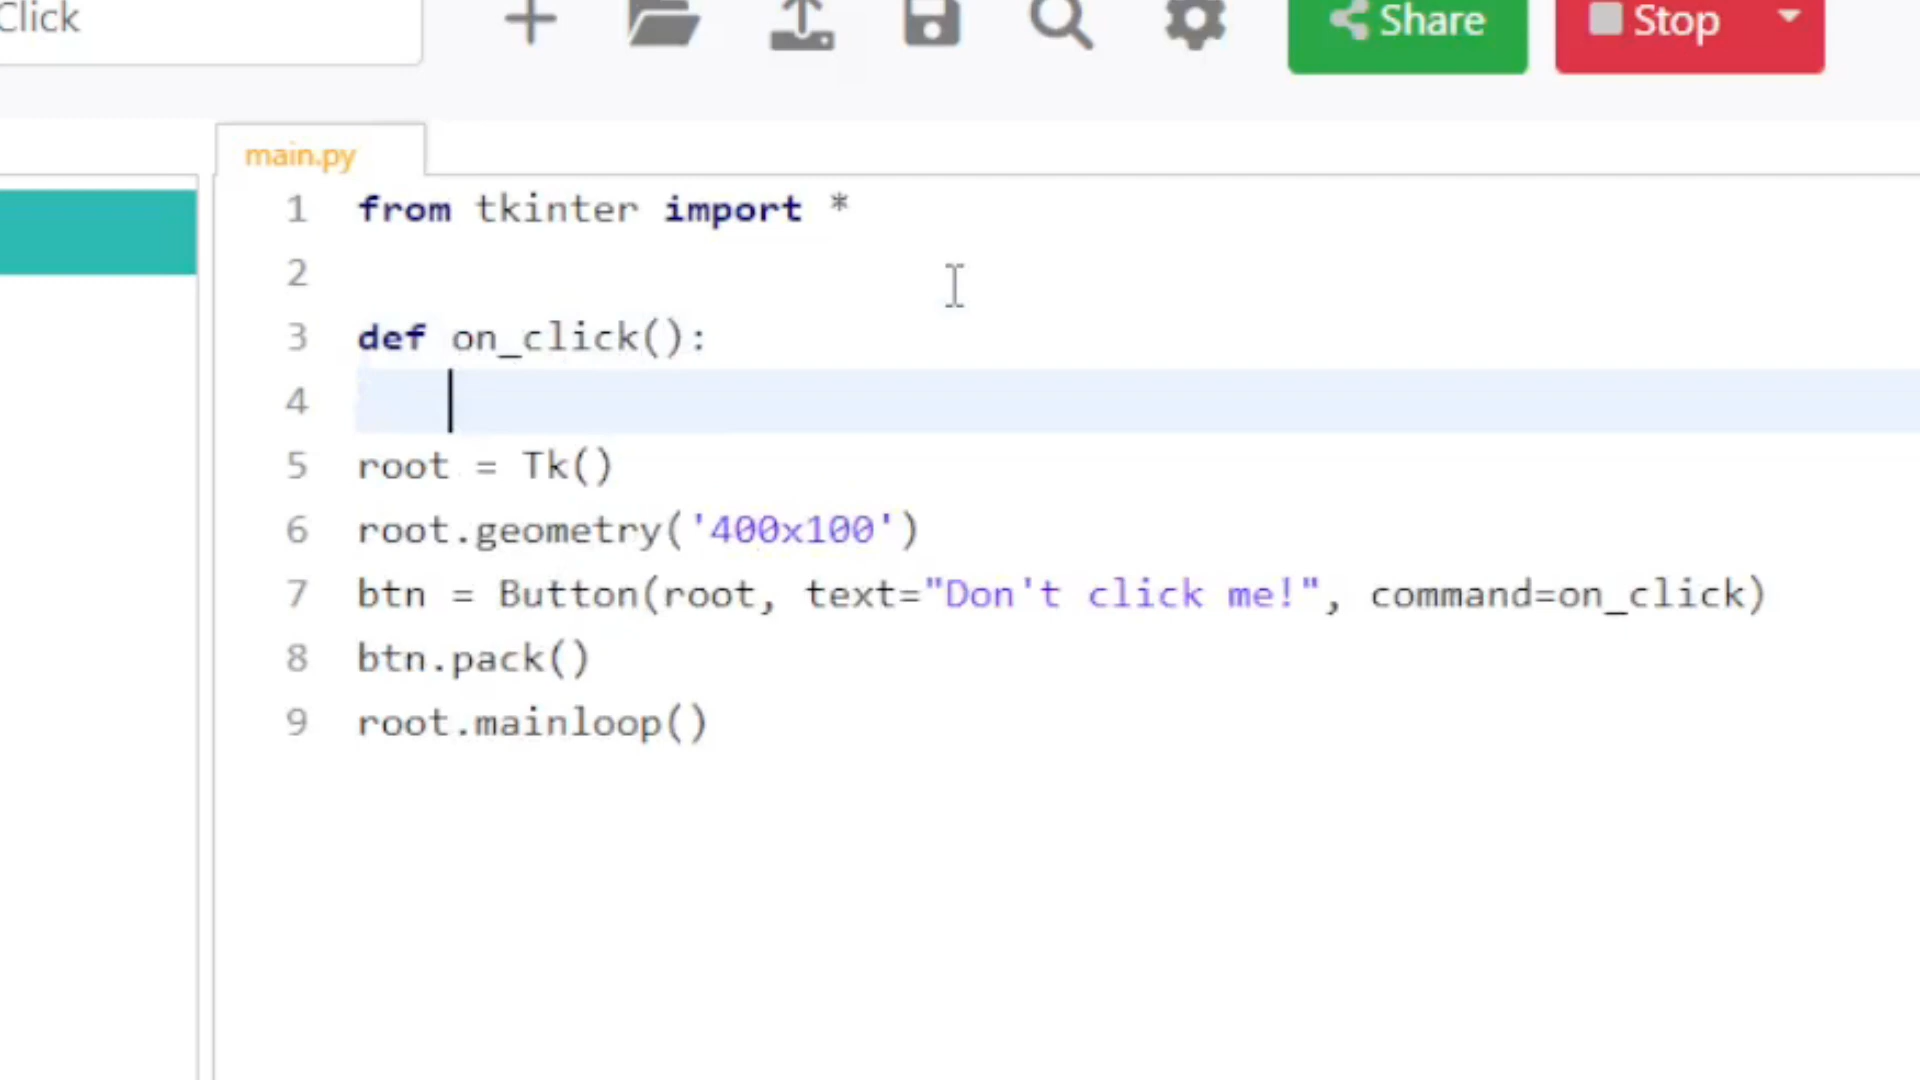 Click
Share
Stop
main.py
1 from tkinter import *
2
3 def on_click():
4
5 root = Tk()
6 root.geometry('400x100')
7 btn = Button(root, text="Don't click me!", command=on_click)
8 btn.pack()
9 root.mainloop()